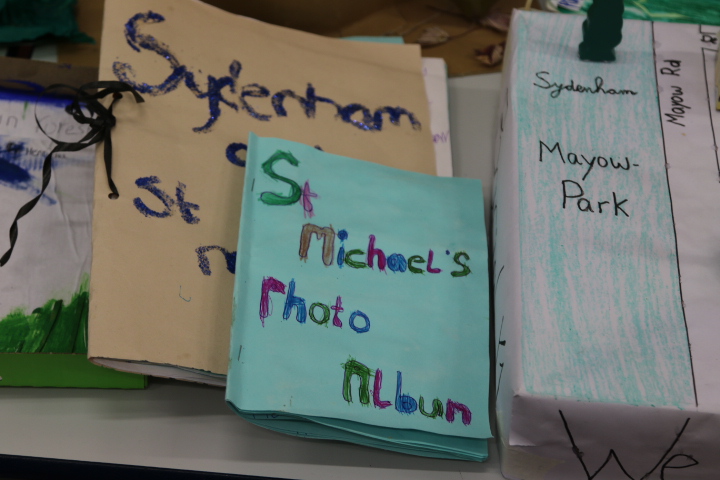 Sydenham
St
St
Michael's
Photo
Album
Sydenham
Mayow-
Park
Mayow Rd
We